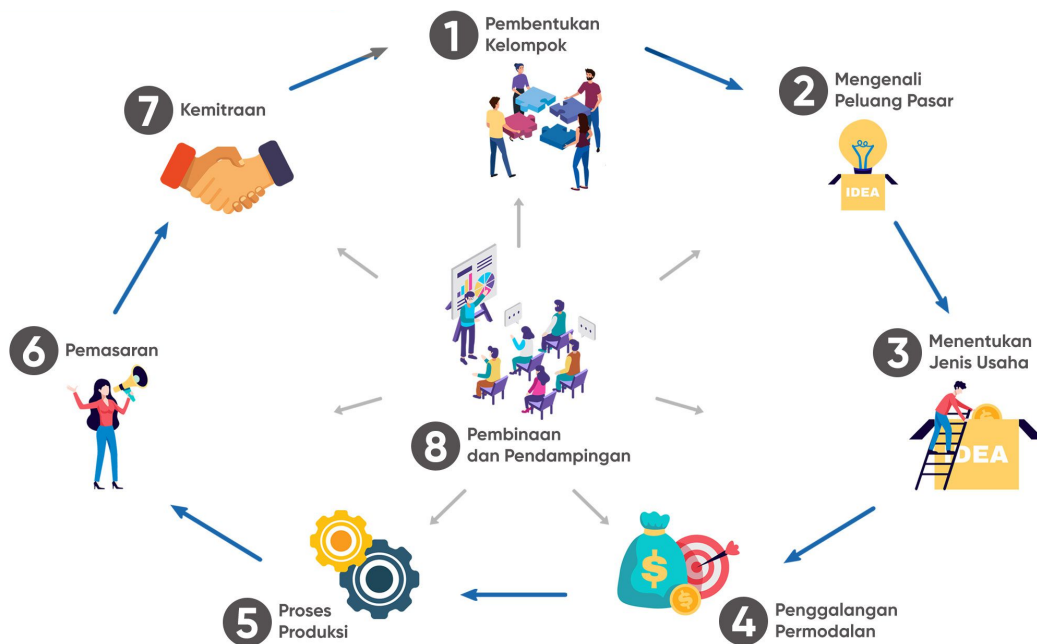 1 Pembentukan
Kelompok
2 Mengenali
Peluang Pasar
IDEA
3 Menentukan
Jenis Usaha
IDEA
4 Penggalangan
Permodalan
$
$
5 Proses
Produksi
6 Pemasaran
7 Kemitraan
8 Pembinaan
dan Pendampingan